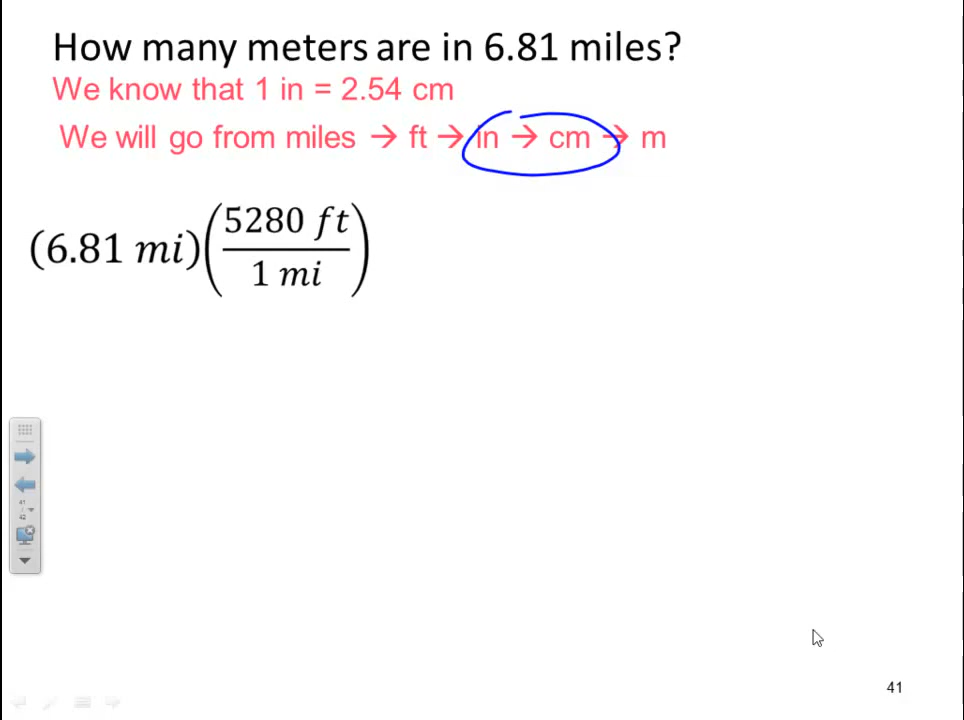 How many meters are in 6.81 miles?
We know that 1 in = 2.54 cm
We will go from miles → ft → in → cm → m
(6.81 mi)(5280 ft / 1 mi)
41